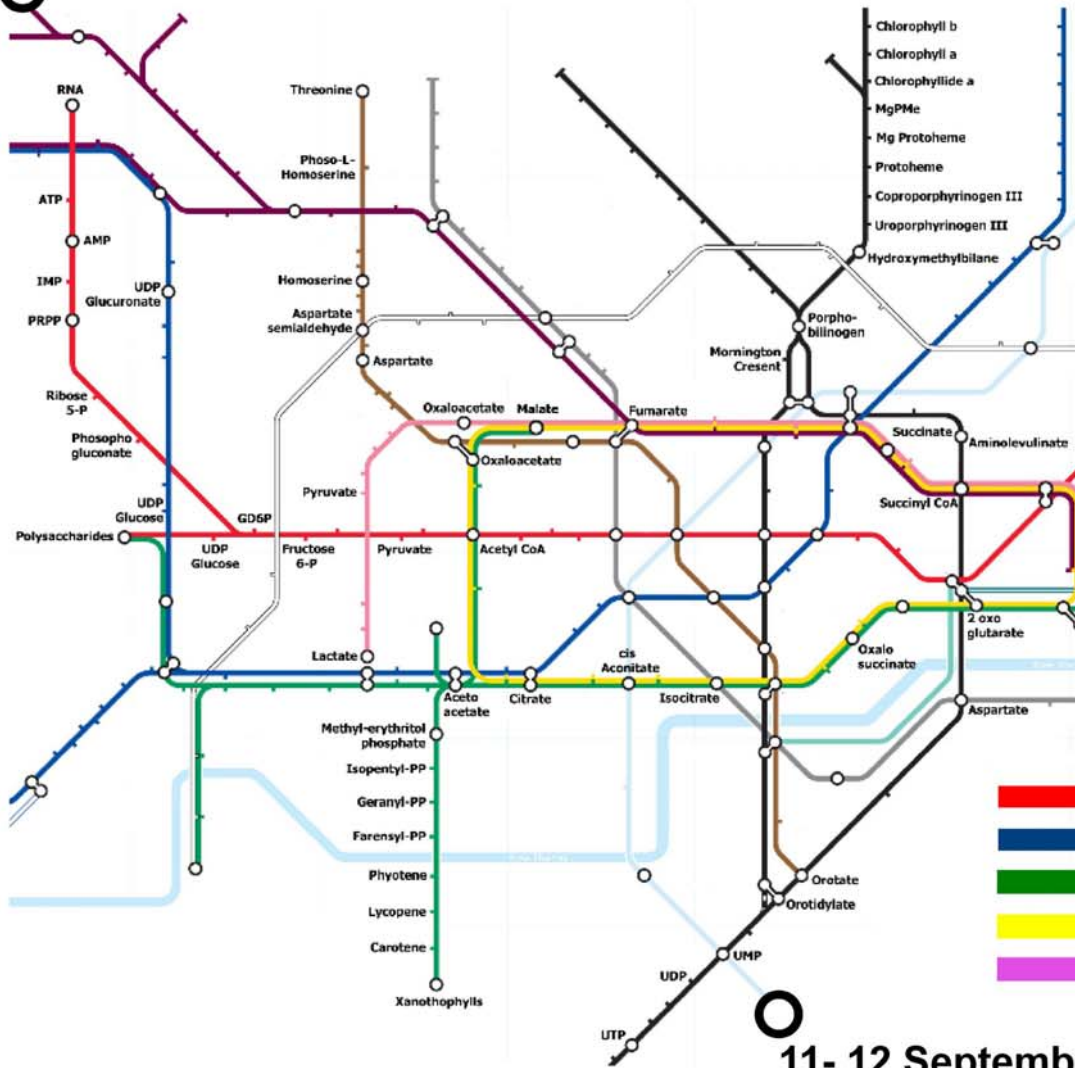 Chlorophyll b
Chlorophyll a
Chlorophyllide a
MgPMe
Mg Protoheme
Protoheme
Coproporphyrinogen III
Uroporphyrinogen III
Hydroxymethylbilane
RNA
ATP
AMP
IMP
PRPP
Ribose
5-P
Phosopho
gluconate
UDP
Glucuronate
Threonine
Phoso-L-
Homoserine
Homoserine
Aspartate
semialdehyde
Aspartate
Porpho-
bilinogen
Mornington
Cresent
Oxaloacetate
Malate
Fumarate
Oxaloacetate
Succinate
Aminolevulinate
Succinyl CoA
Pyruvate
UDP
Glucose
GD6P
Polysaccharides
UDP
Glucose
Fructose
6-P
Pyruvate
Acetyl CoA
2 oxo
glutarate
Oxalo
succinate
cis
Aconitate
Lactate
Aceto
acetate
Citrate
Isocitrate
Aspartate
Methyl-erythritol
phosphate
Isopentyl-PP
Geranyl-PP
Farensyl-PP
Phyotene
Lycopene
Carotene
Xanothophylls
Orotate
Orotidylate
UMP
UDP
UTP
11- 12 Septemb